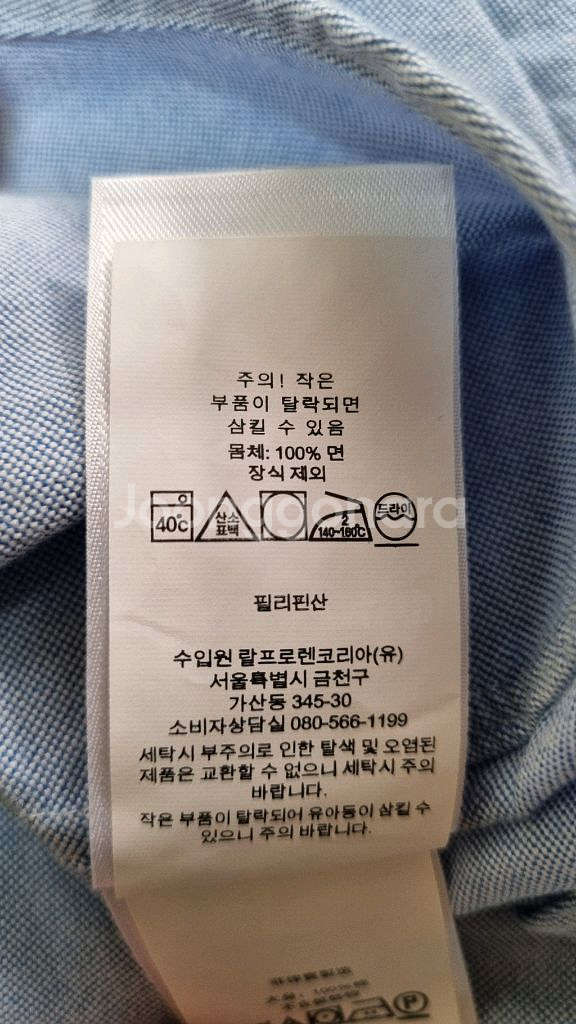 주의! 작은
부품이 탈락되면
삼킬 수 있음
몸체: 100% 면
장식 제외
40℃
산소
표백
2
140~160℃
드라이
필리핀산
수입원 랄프로렌코리아(유)
서울특별시 금천구
가산동 345-30
소비자상담실 080-566-1199
세탁시 부주의로 인한 탈색 및 오염된
제품은 교환할 수 없으니 세탁시 주의
바랍니다.
작은 부품이 탈락되어 유아등이 삼킬 수
있으니 주의 바랍니다.